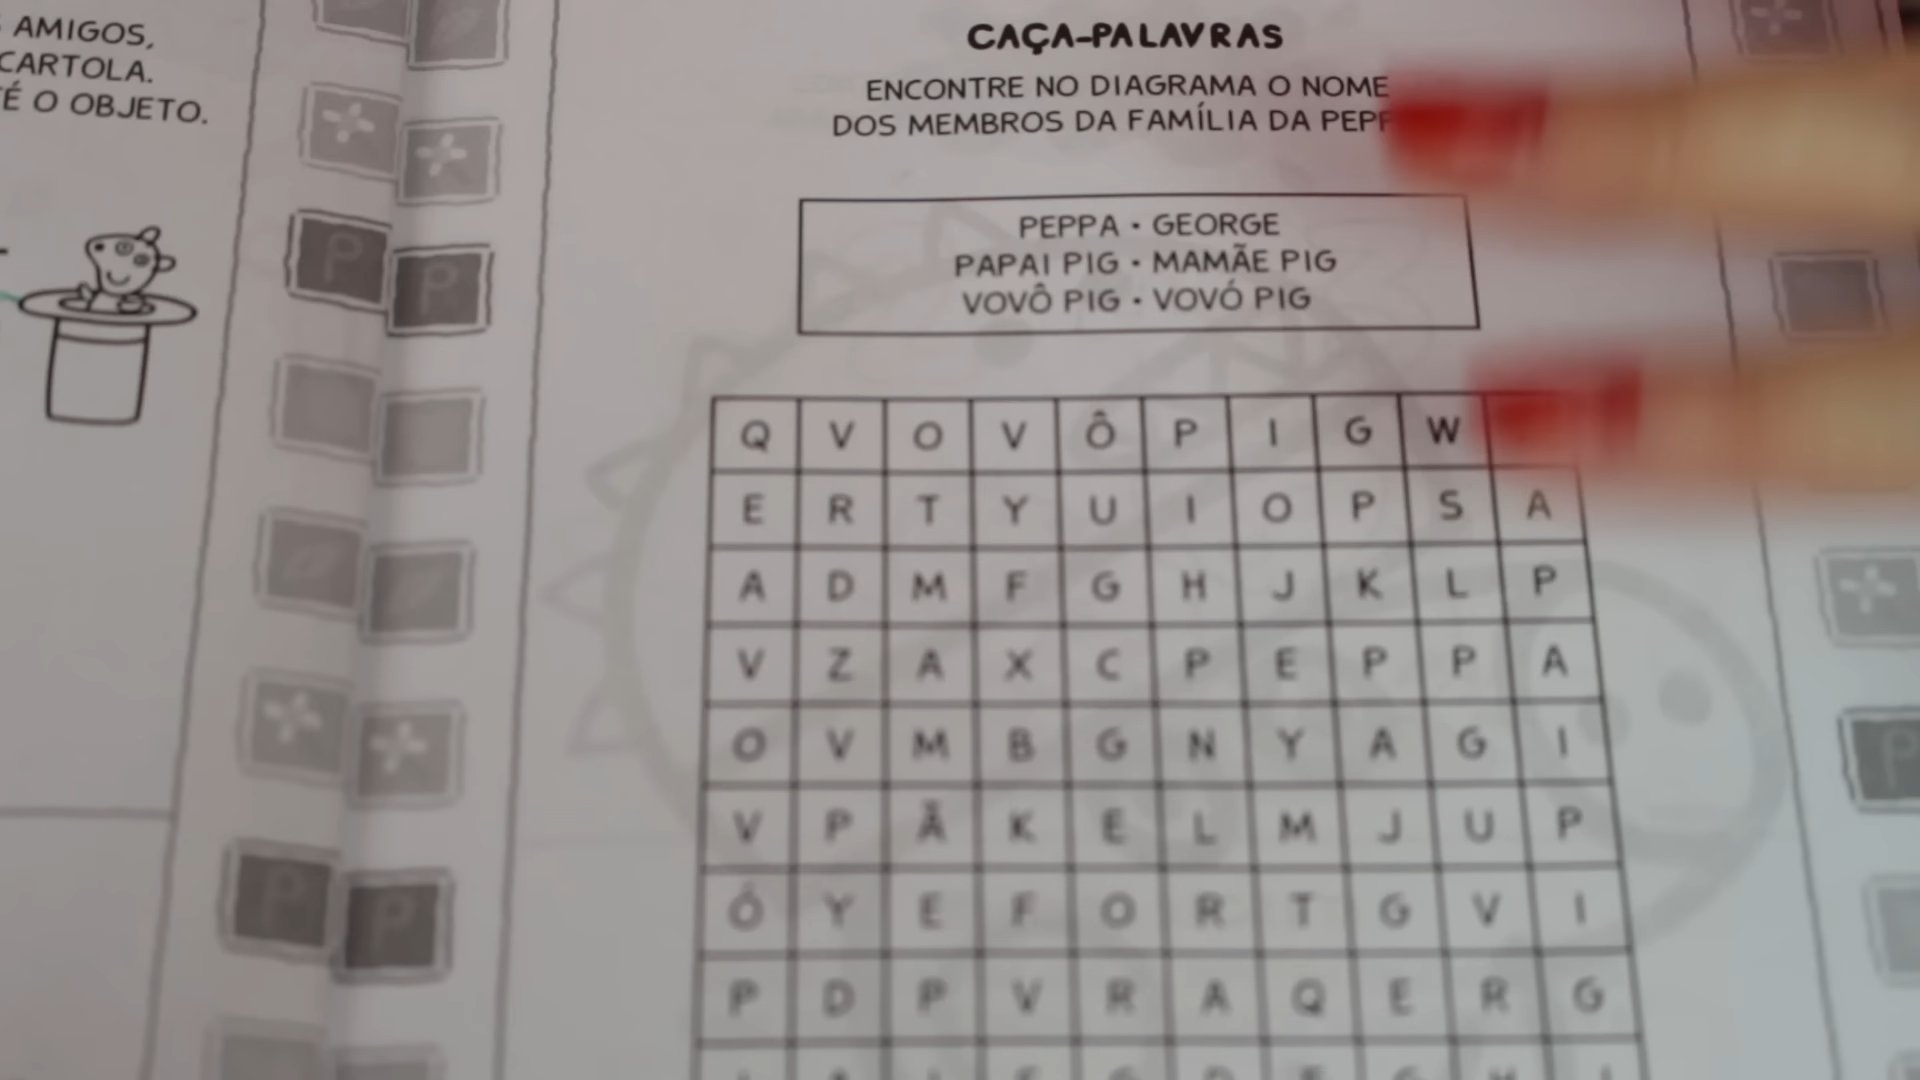 AMIGOS,
CARTOLA.
É O OBJETO.
CAÇA-PALAVRAS
ENCONTRE NO DIAGRAMA O NOME
DOS MEMBROS DA FAMÍLIA DA
PEPPA • GEORGE
PAPAI PIG • MAMÃE PIG
VOVÔ PIG • VOVÓ PIG
Q V O V Ô P I G W
E R T Y U I O P S A
A D M F G H J K L P
V Z A X C P E P P A
O V M B G N Y A G I
V P Ã K E L M J U P
Ó Y E F O R T G V I
P D P V R A Q E R G